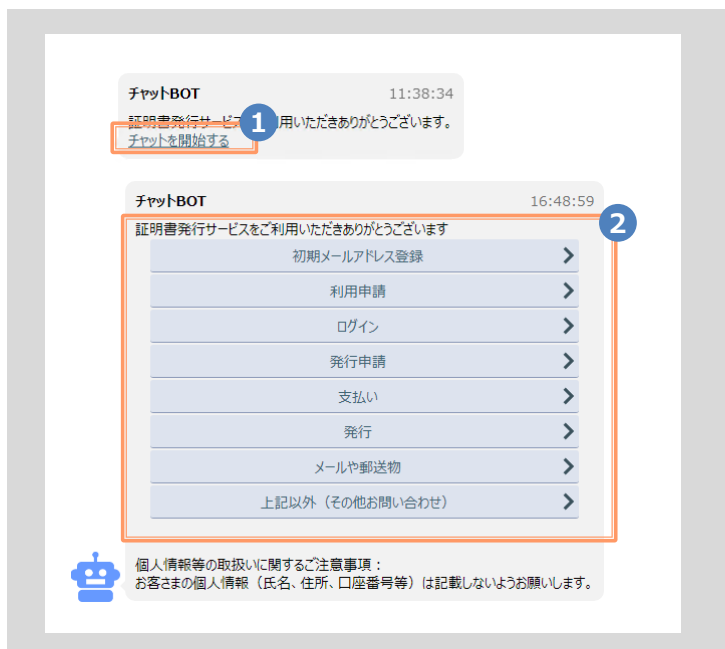 チャットBOT 11:38:34
1
証明書発行サービス 用いただきありがとうございます。
チャットを開始する
チャットBOT 16:48:59
2
証明書発行サービスをご利用いただきありがとうございます
初期メールアドレス登録
利用申請
ログイン
発行申請
支払い
発行
メールや郵送物
上記以外（その他お問い合わせ）
個人情報等の取扱いに関するご注意事項：
お客さまの個人情報（氏名、住所、口座番号等）は記載しないようお願いします。